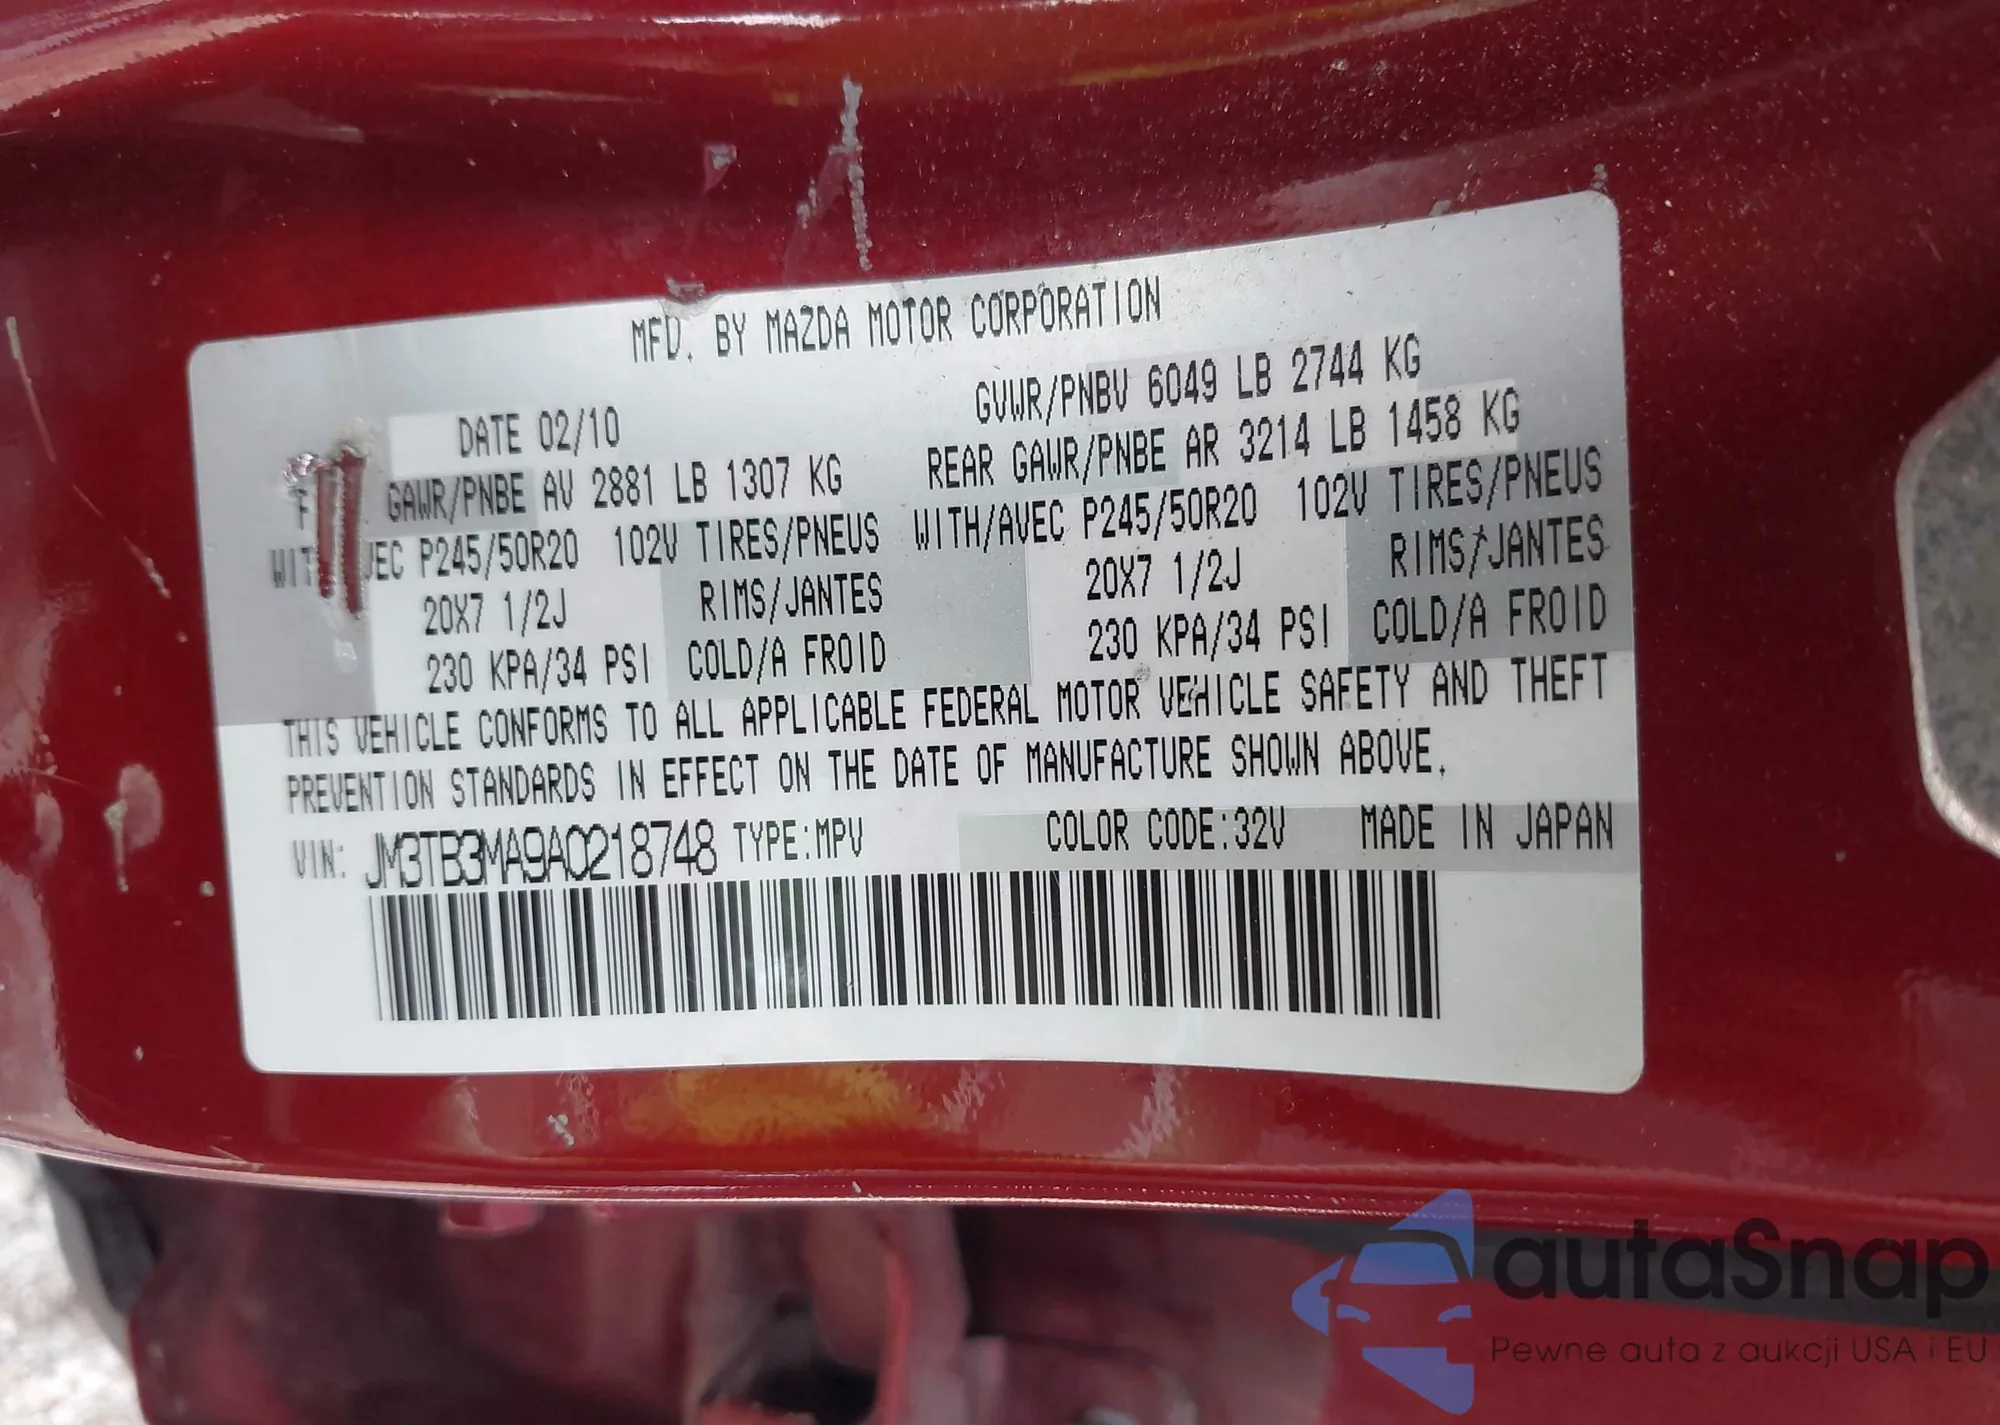 MFD. BY MAZDA MOTOR CORPORATION
DATE 02/10 GVWR/PNBV 6049 LB 2744 KG
GAWR/PNBE AV 2881 LB 1307 KG REAR GAWR/PNBE AR 3214 LB 1458 KG
P245/50R20 102V TIRES/PNEUS WITH/AVEC P245/50R20 102V TIRES/PNEUS
20X7 1/2J RIMS/JANTES 20X7 1/2J RIMS/JANTES
230 KPA/34 PSI COLD/A FROID 230 KPA/34 PSI COLD/A FROID
THIS VEHICLE CONFORMS TO ALL APPLICABLE FEDERAL MOTOR VEHICLE SAFETY AND THEFT
PREVENTION STANDARDS IN EFFECT ON THE DATE OF MANUFACTURE SHOWN ABOVE.
VIN: JM3TB3MA9A0218748 TYPE:MPV COLOR CODE:32V MADE IN JAPAN
autaSnap
Pewne auta z aukcji USA i EU